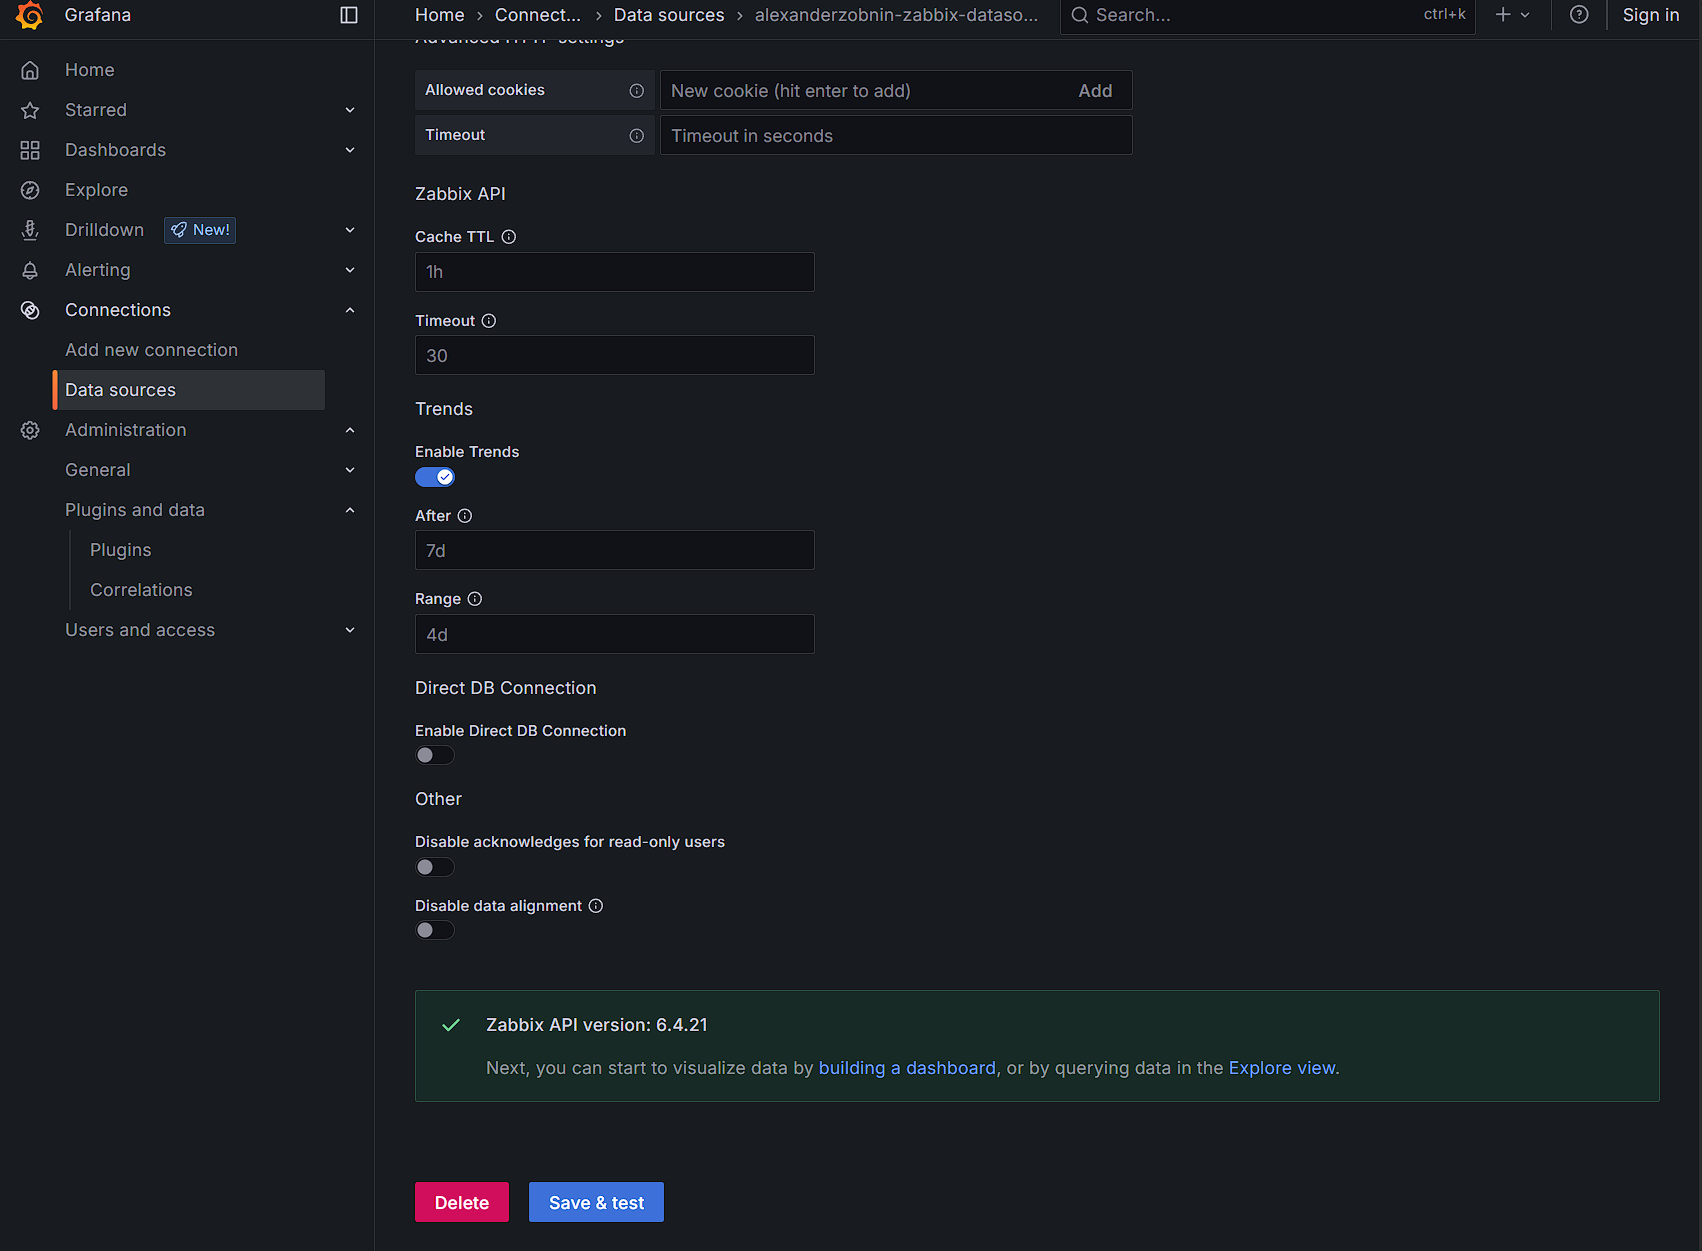 Grafana
Home › Connect... › Data sources › alexanderzobnin-zabbix-dataso...
Search...
ctrl+k
Sign in
Home
Starred
Dashboards
Explore
Drilldown
New!
Alerting
Connections
Add new connection
Data sources
Administration
General
Plugins and data
Plugins
Correlations
Users and access
Advanced HTTP settings
Allowed cookies
New cookie (hit enter to add)
Add
Timeout
Timeout in seconds
Zabbix API
Cache TTL
1h
Timeout
30
Trends
Enable Trends
After
7d
Range
4d
Direct DB Connection
Enable Direct DB Connection
Other
Disable acknowledges for read-only users
Disable data alignment
Zabbix API version: 6.4.21
Next, you can start to visualize data by building a dashboard, or by querying data in the Explore view.
Delete
Save & test